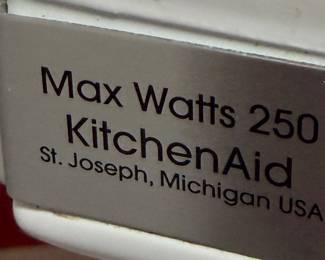 Max Watts 250
KitchenAid
St. Joseph, Michigan USA